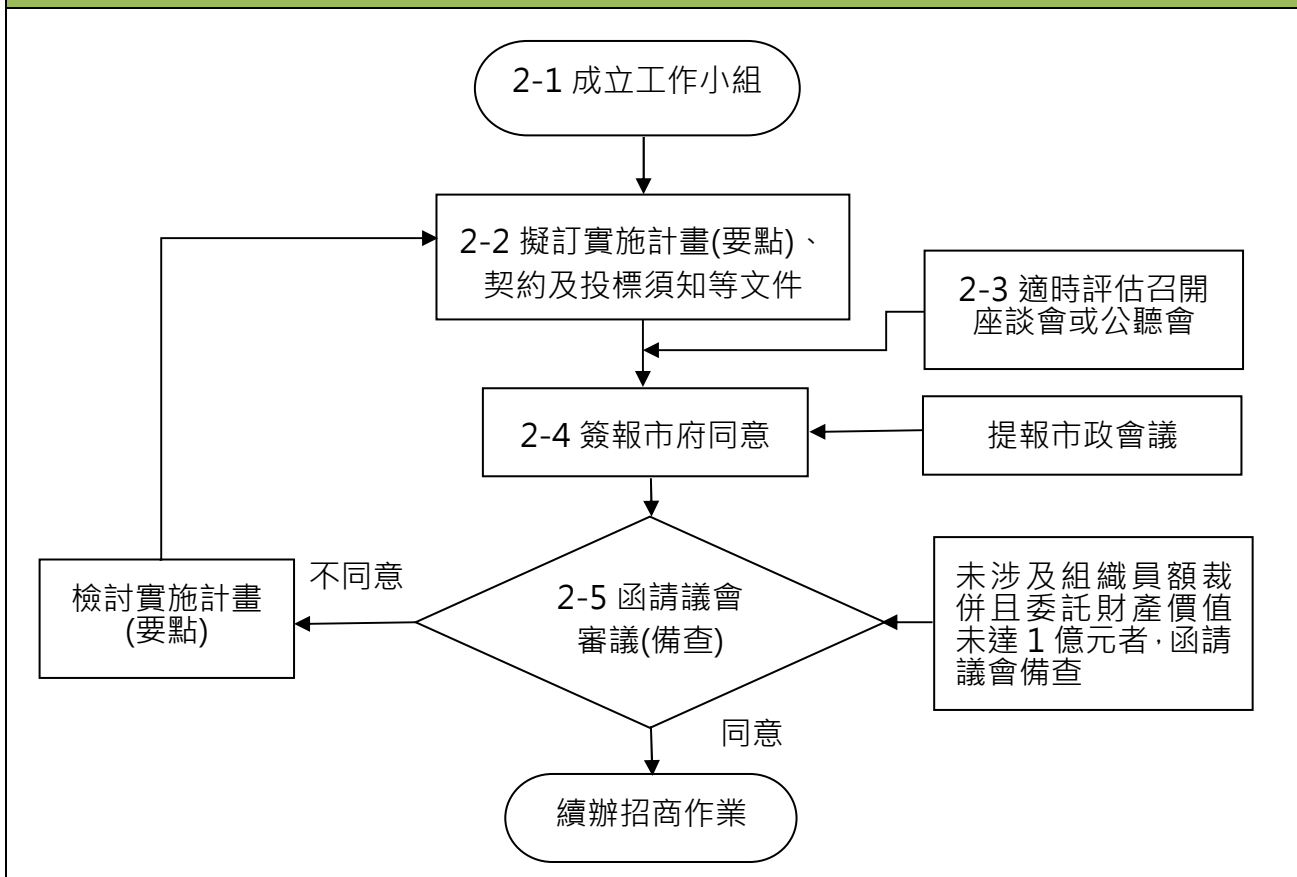 2-1 成立工作小組
2-2 擬訂實施計畫(要點)、
契約及投標須知等文件
2-3 適時評估召開
座談會或公聽會
2-4 簽報市府同意
提報市政會議
2-5 函請議會
審議(備查)
不同意
檢討實施計畫
(要點)
未涉及組織員額裁
併且委託財產價值
未達 1 億元者,函請
議會備查
同意
續辦招商作業